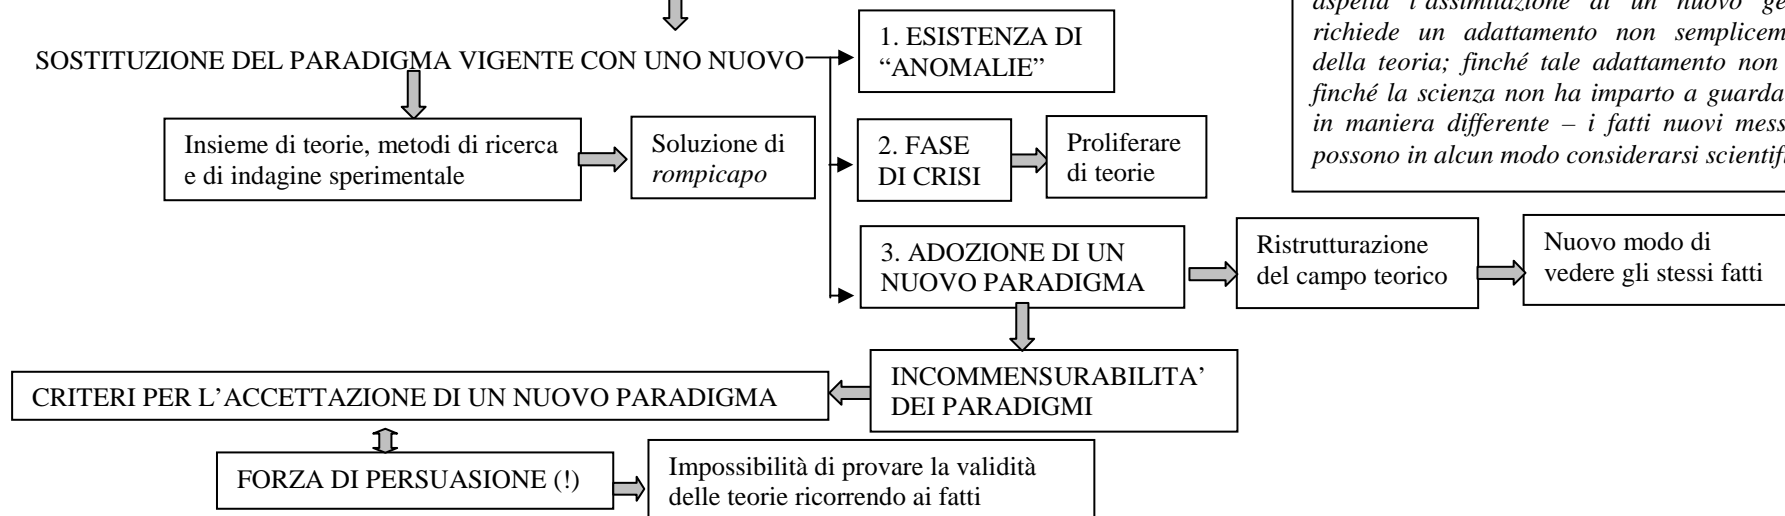 aspetta l'assimilazione di un nuovo
richiede un adattamento non
della teoria; finché tale adattamento non
finché la scienza non ha imparto a
in maniera differente – i fatti nuovi
possono in alcun modo considerarsi
SOSTITUZIONE DEL PARADIGMA VIGENTE CON UNO NUOVO
1. ESISTENZA DI
“ANOMALIE”
Insieme di teorie, metodi di ricerca
e di indagine sperimentale
Soluzione di
rompicapo
2. FASE
DI CRISI
Proliferare
di teorie
3. ADOZIONE DI UN
NUOVO PARADIGMA
Ristrutturazione
del campo teorico
Nuovo modo di
vedere gli stessi fatti
INCOMMENSURABILITA’
DEI PARADIGMI
CRITERI PER L’ACCETTAZIONE DI UN NUOVO PARADIGMA
FORZA DI PERSUASIONE (!)
Impossibilità di provare la validità
delle teorie ricorrendo ai fatti